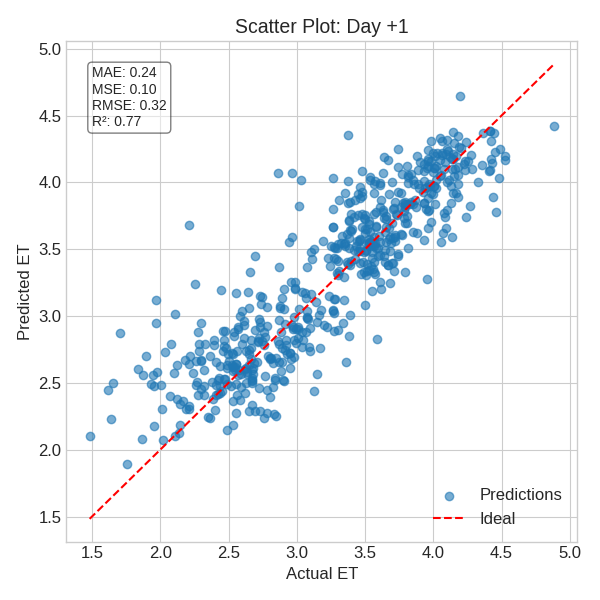 Scatter Plot: Day +1
MAE: 0.24
MSE: 0.10
RMSE: 0.32
R²: 0.77
5.0
4.5
4.0
3.5
3.0
2.5
2.0
1.5
Predicted ET
Predictions
Ideal
1.5 2.0 2.5 3.0 3.5 4.0 4.5 5.0
Actual ET